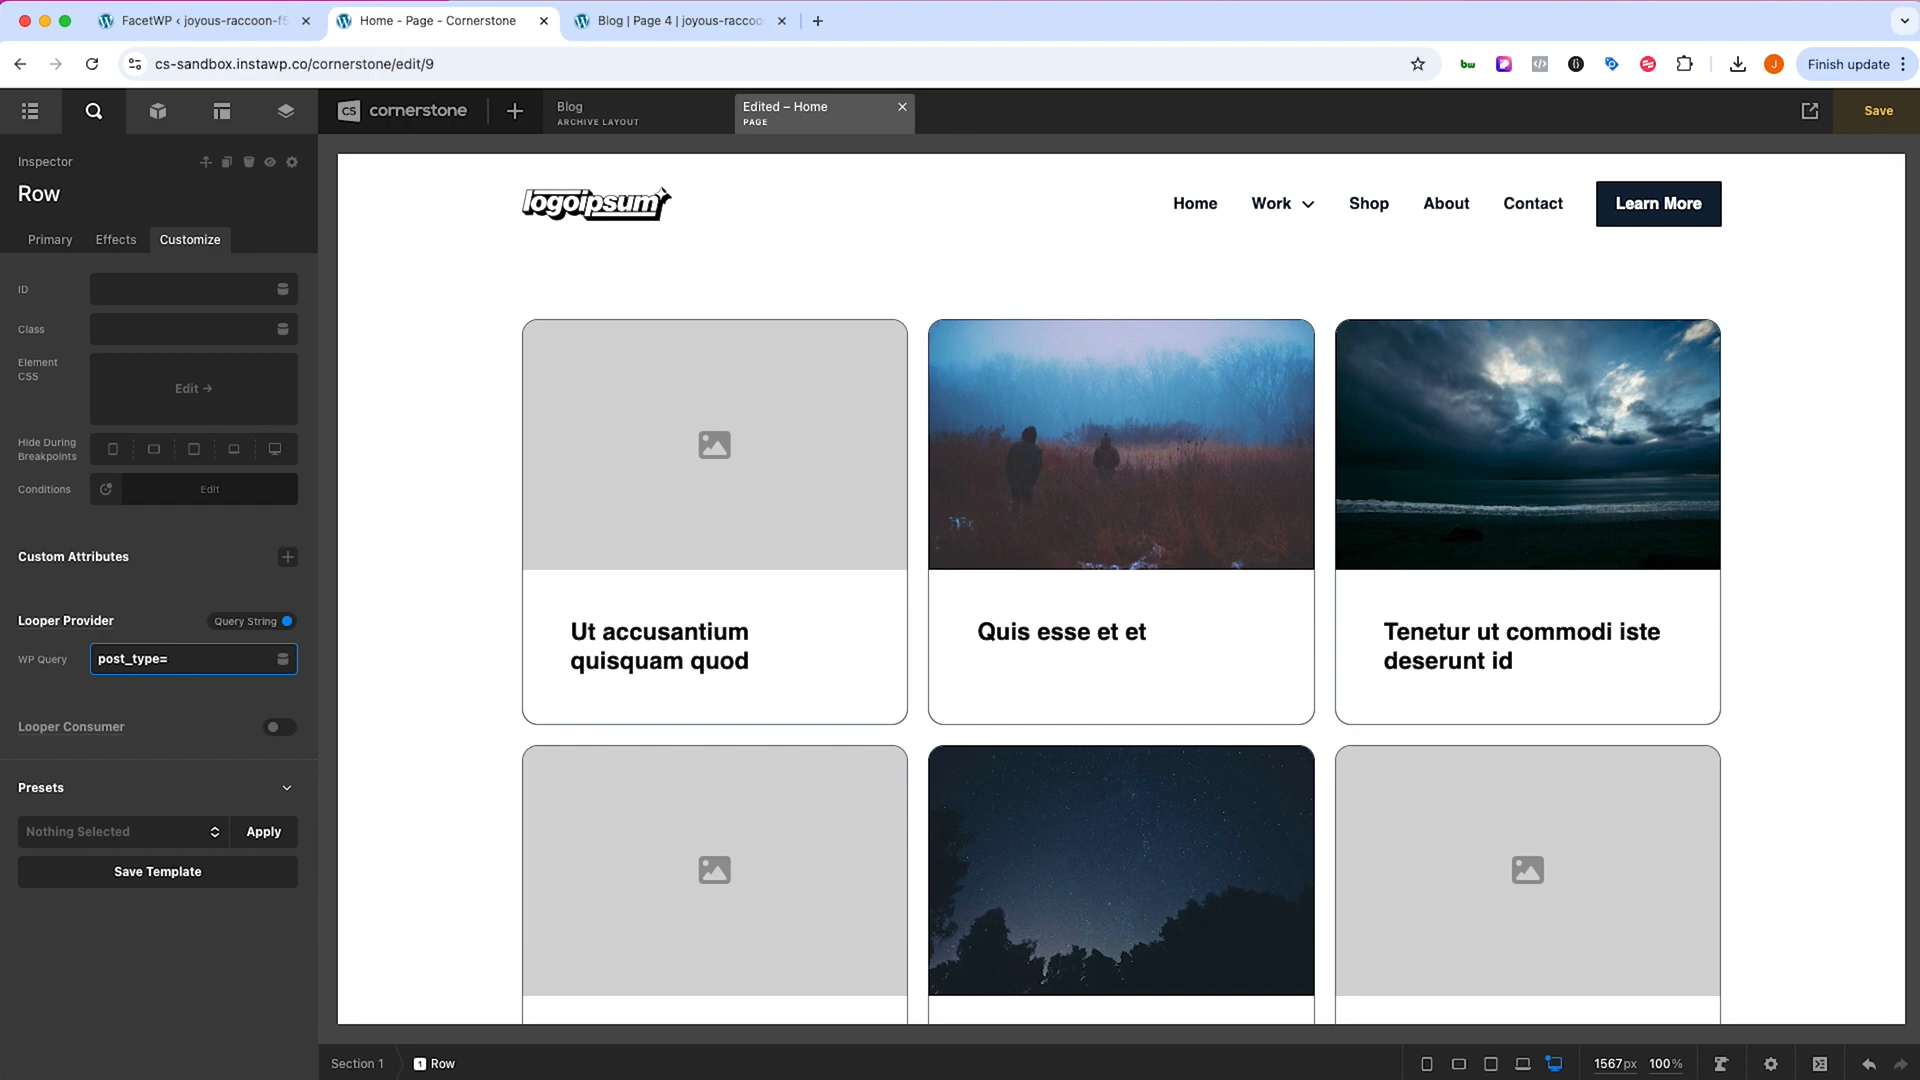 FacetWP ‹ joyous-raccoon-f5
Home - Page - Cornerstone
Blog | Page 4 | joyous-raccoo
cs-sandbox.instawp.co/cornerstone/edit/9
bw
J
Finish update
CS cornerstone
Blog
ARCHIVE LAYOUT
Edited – Home
PAGE
Save
Inspector
Row
Primary
Effects
Customize
ID
Class
Element
CSS
Edit →
Hide During
Breakpoints
Conditions
Edit
Custom Attributes
Looper Provider
Query String
WP Query
post_type=
Looper Consumer
Presets
Nothing Selected
Apply
Save Template
logoipsum
Home
Work
Shop
About
Contact
Learn More
Ut accusantium
quisquam quod
Quis esse et et
Tenetur ut commodi iste
deserunt id
Section 1
1 Row
1567px
100%